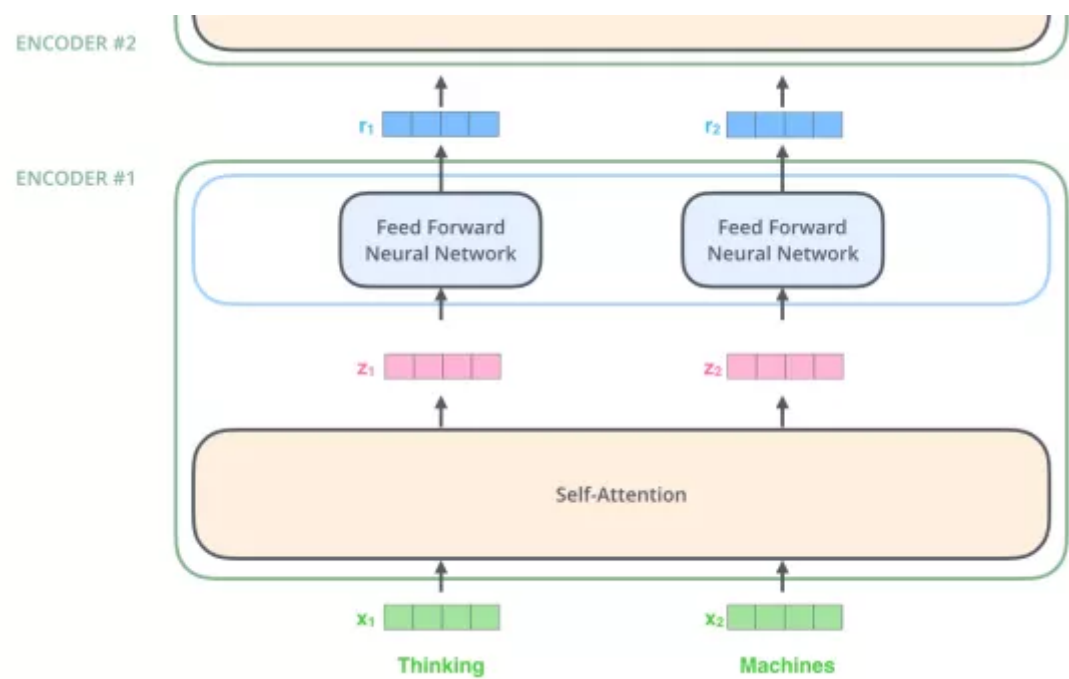 ENCODER #2
r₁
r₂
ENCODER #1
Feed Forward
Neural Network
Feed Forward
Neural Network
z₁
z₂
Self-Attention
x₁
x₂
Thinking
Machines